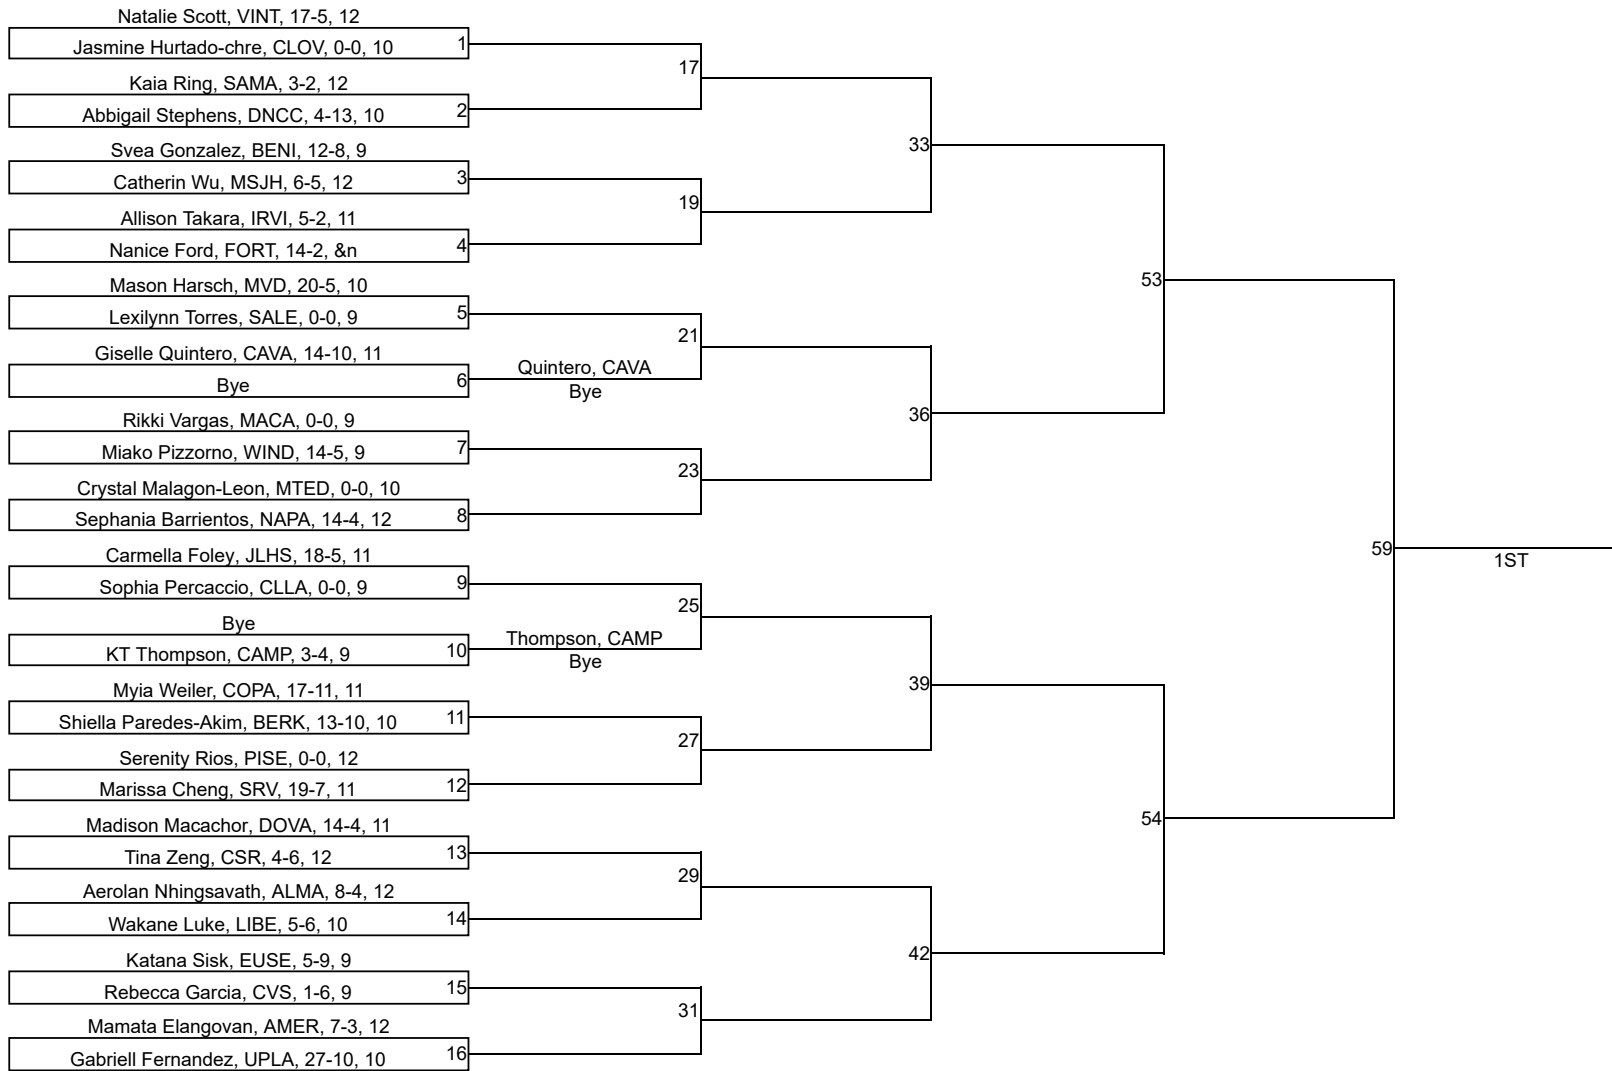 Natalie Scott, VINT, 17-5, 12
Jasmine Hurtado-chre, CLOV, 0-0, 10
1
17
Kaia Ring, SAMA, 3-2, 12
Abbigail Stephens, DNCC, 4-13, 10
2
33
Svea Gonzalez, BENI, 12-8, 9
Catherin Wu, MSJH, 6-5, 12
3
19
Allison Takara, IRVI, 5-2, 11
Nanice Ford, FORT, 14-2, &n
4
53
Mason Harsch, MVD, 20-5, 10
Lexilynn Torres, SALE, 0-0, 9
5
21
Giselle Quintero, CAVA, 14-10, 11
Bye
6
Quintero, CAVA
Bye
36
Rikki Vargas, MACA, 0-0, 9
Miako Pizzorno, WIND, 14-5, 9
7
23
Crystal Malagon-Leon, MTED, 0-0, 10
Sephania Barrientos, NAPA, 14-4, 12
8
59
1ST
Carmella Foley, JLHS, 18-5, 11
Sophia Percaccio, CLLA, 0-0, 9
9
25
Bye
KT Thompson, CAMP, 3-4, 9
10
Thompson, CAMP
Bye
39
Myia Weiler, COPA, 17-11, 11
Shiella Paredes-Akim, BERK, 13-10, 10
11
27
Serenity Rios, PISE, 0-0, 12
Marissa Cheng, SRV, 19-7, 11
12
54
Madison Macachor, DOVA, 14-4, 11
Tina Zeng, CSR, 4-6, 12
13
29
Aerolan Nhingsavath, ALMA, 8-4, 12
Wakane Luke, LIBE, 5-6, 10
14
42
Katana Sisk, EUSE, 5-9, 9
Rebecca Garcia, CVS, 1-6, 9
15
31
Mamata Elangovan, AMER, 7-3, 12
Gabriell Fernandez, UPLA, 27-10, 10
16